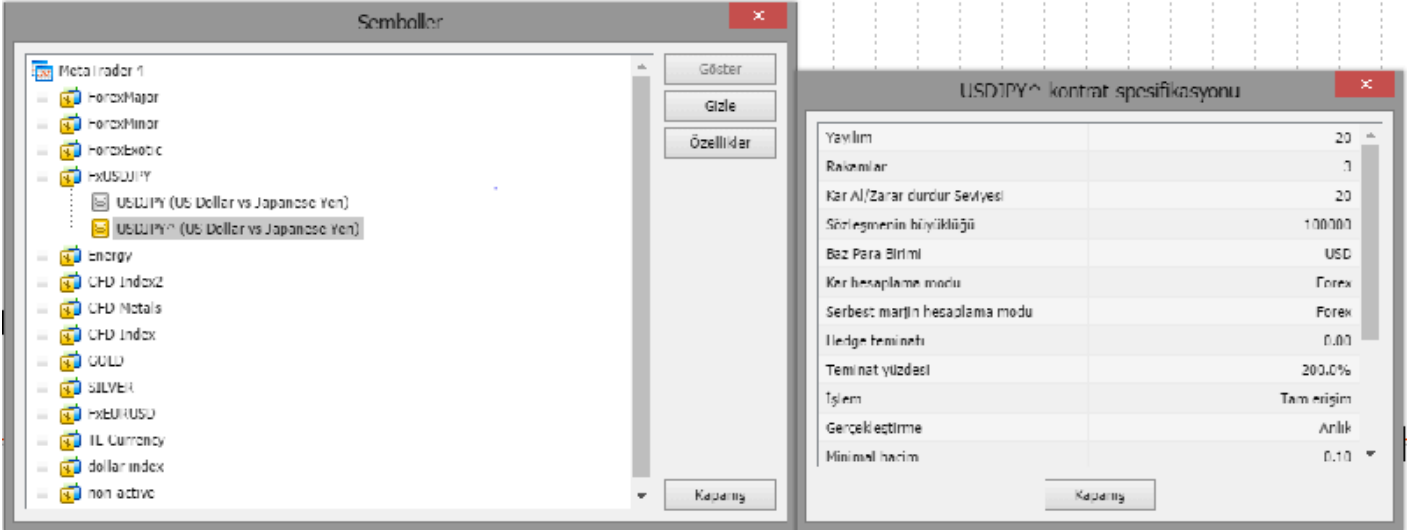 Semboller
MetaTrader 4
ForexMajor
ForexMinor
ForexExotic
FxUSDJPY
USDJPY (US Dollar vs Japanese Yen)
USDJPY^ (US Dollar vs Japanese Yen)
Energy
CFD Index2
CFD Metals
CFD Index
GOLD
SILVER
FxEURUSD
TL Currency
dollar index
non active
Göster
Gizle
Özellikler
Kapanış
USDJPY^ kontrat spesifikasyonu
Yayılım 20
Rakamlar 3
Kar Al/Zarar durdur Seviyesi 20
Sözleşmenin büyüklüğü 100000
Baz Para Birimi USD
Kar hesaplama modu Forex
Serbest marjin hesaplama modu Forex
Hedge teminatı 0.00
Teminat yüzdesi 200.0%
İşlem Tam erişim
Gerçekleştirme Anlık
Minimal hacim 0.10
Kapanış